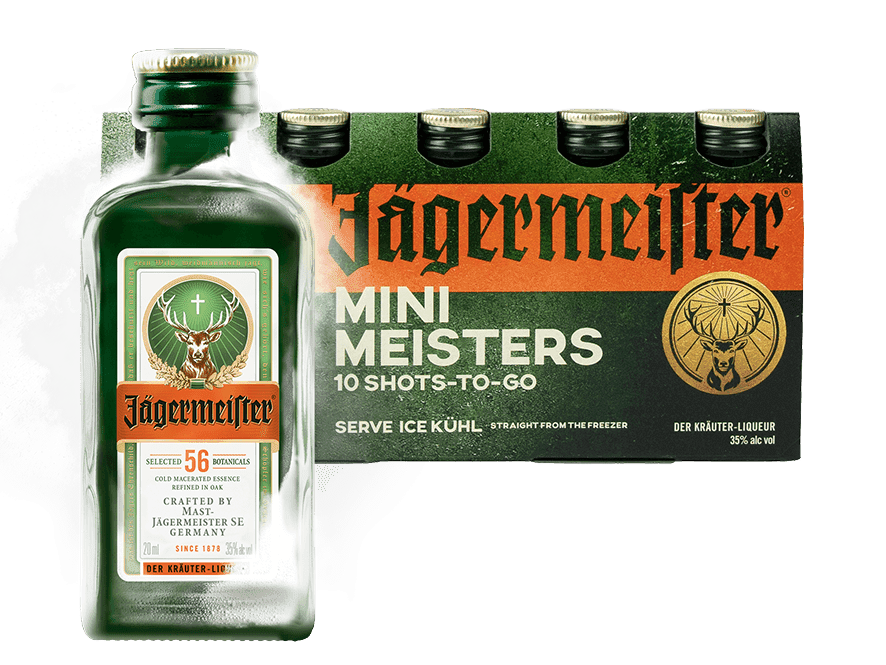 Jägermeiſter
SELECTED 56 BOTANICALS
COLD MACERATED ESSENCE
REFINED IN OAK
CRAFTED BY
MAST-
JÄGERMEISTER SE
GERMANY
20 ml SINCE 1878 35% alc vol
DER KRÄUTER-LI
Jägermeiſter®
MINI
MEISTERS
10 SHOTS-TO-GO
SERVE ICE KÜHL STRAIGHT FROM THE FREEZER
DER KRÄUTER-LIQUEUR
35% alc vol